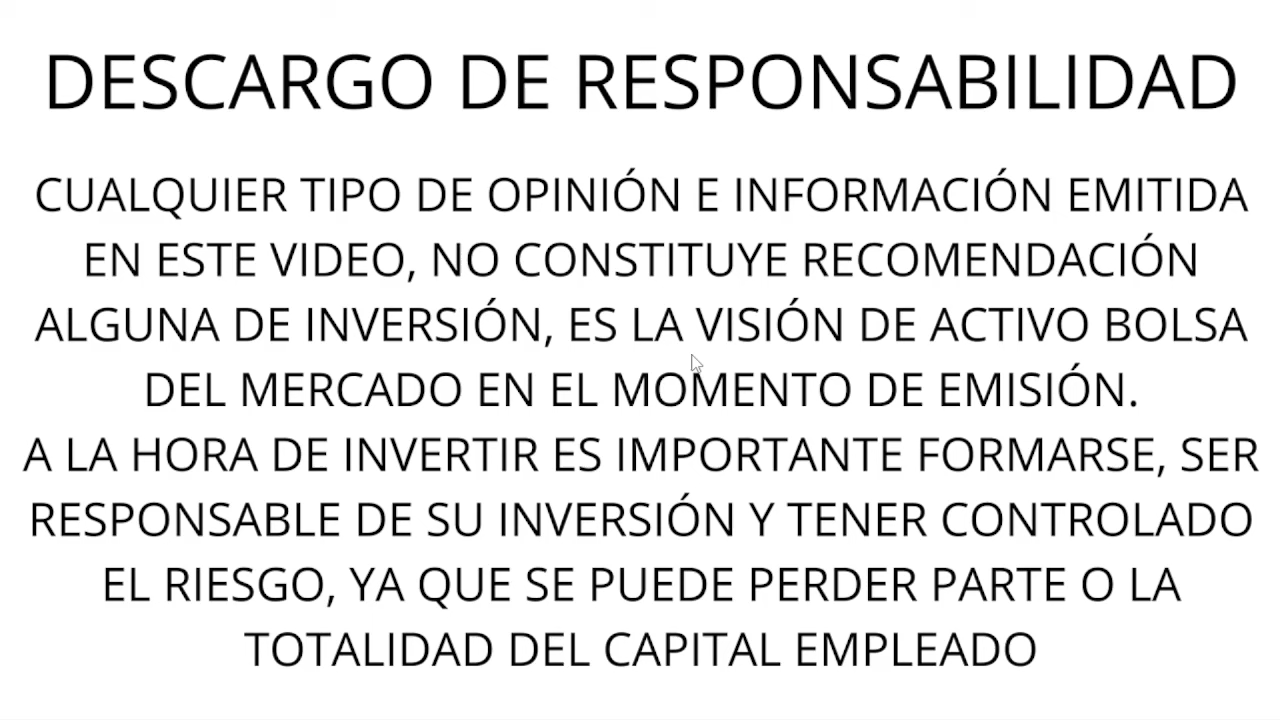 DESCARGO DE RESPONSABILIDAD
CUALQUIER TIPO DE OPINIÓN E INFORMACIÓN EMITIDA
EN ESTE VIDEO, NO CONSTITUYE RECOMENDACIÓN
ALGUNA DE INVERSIÓN, ES LA VISIÓN DE ACTIVO BOLSA
DEL MERCADO EN EL MOMENTO DE EMISIÓN.
A LA HORA DE INVERTIR ES IMPORTANTE FORMARSE, SER
RESPONSABLE DE SU INVERSIÓN Y TENER CONTROLADO
EL RIESGO, YA QUE SE PUEDE PERDER PARTE O LA
TOTALIDAD DEL CAPITAL EMPLEADO